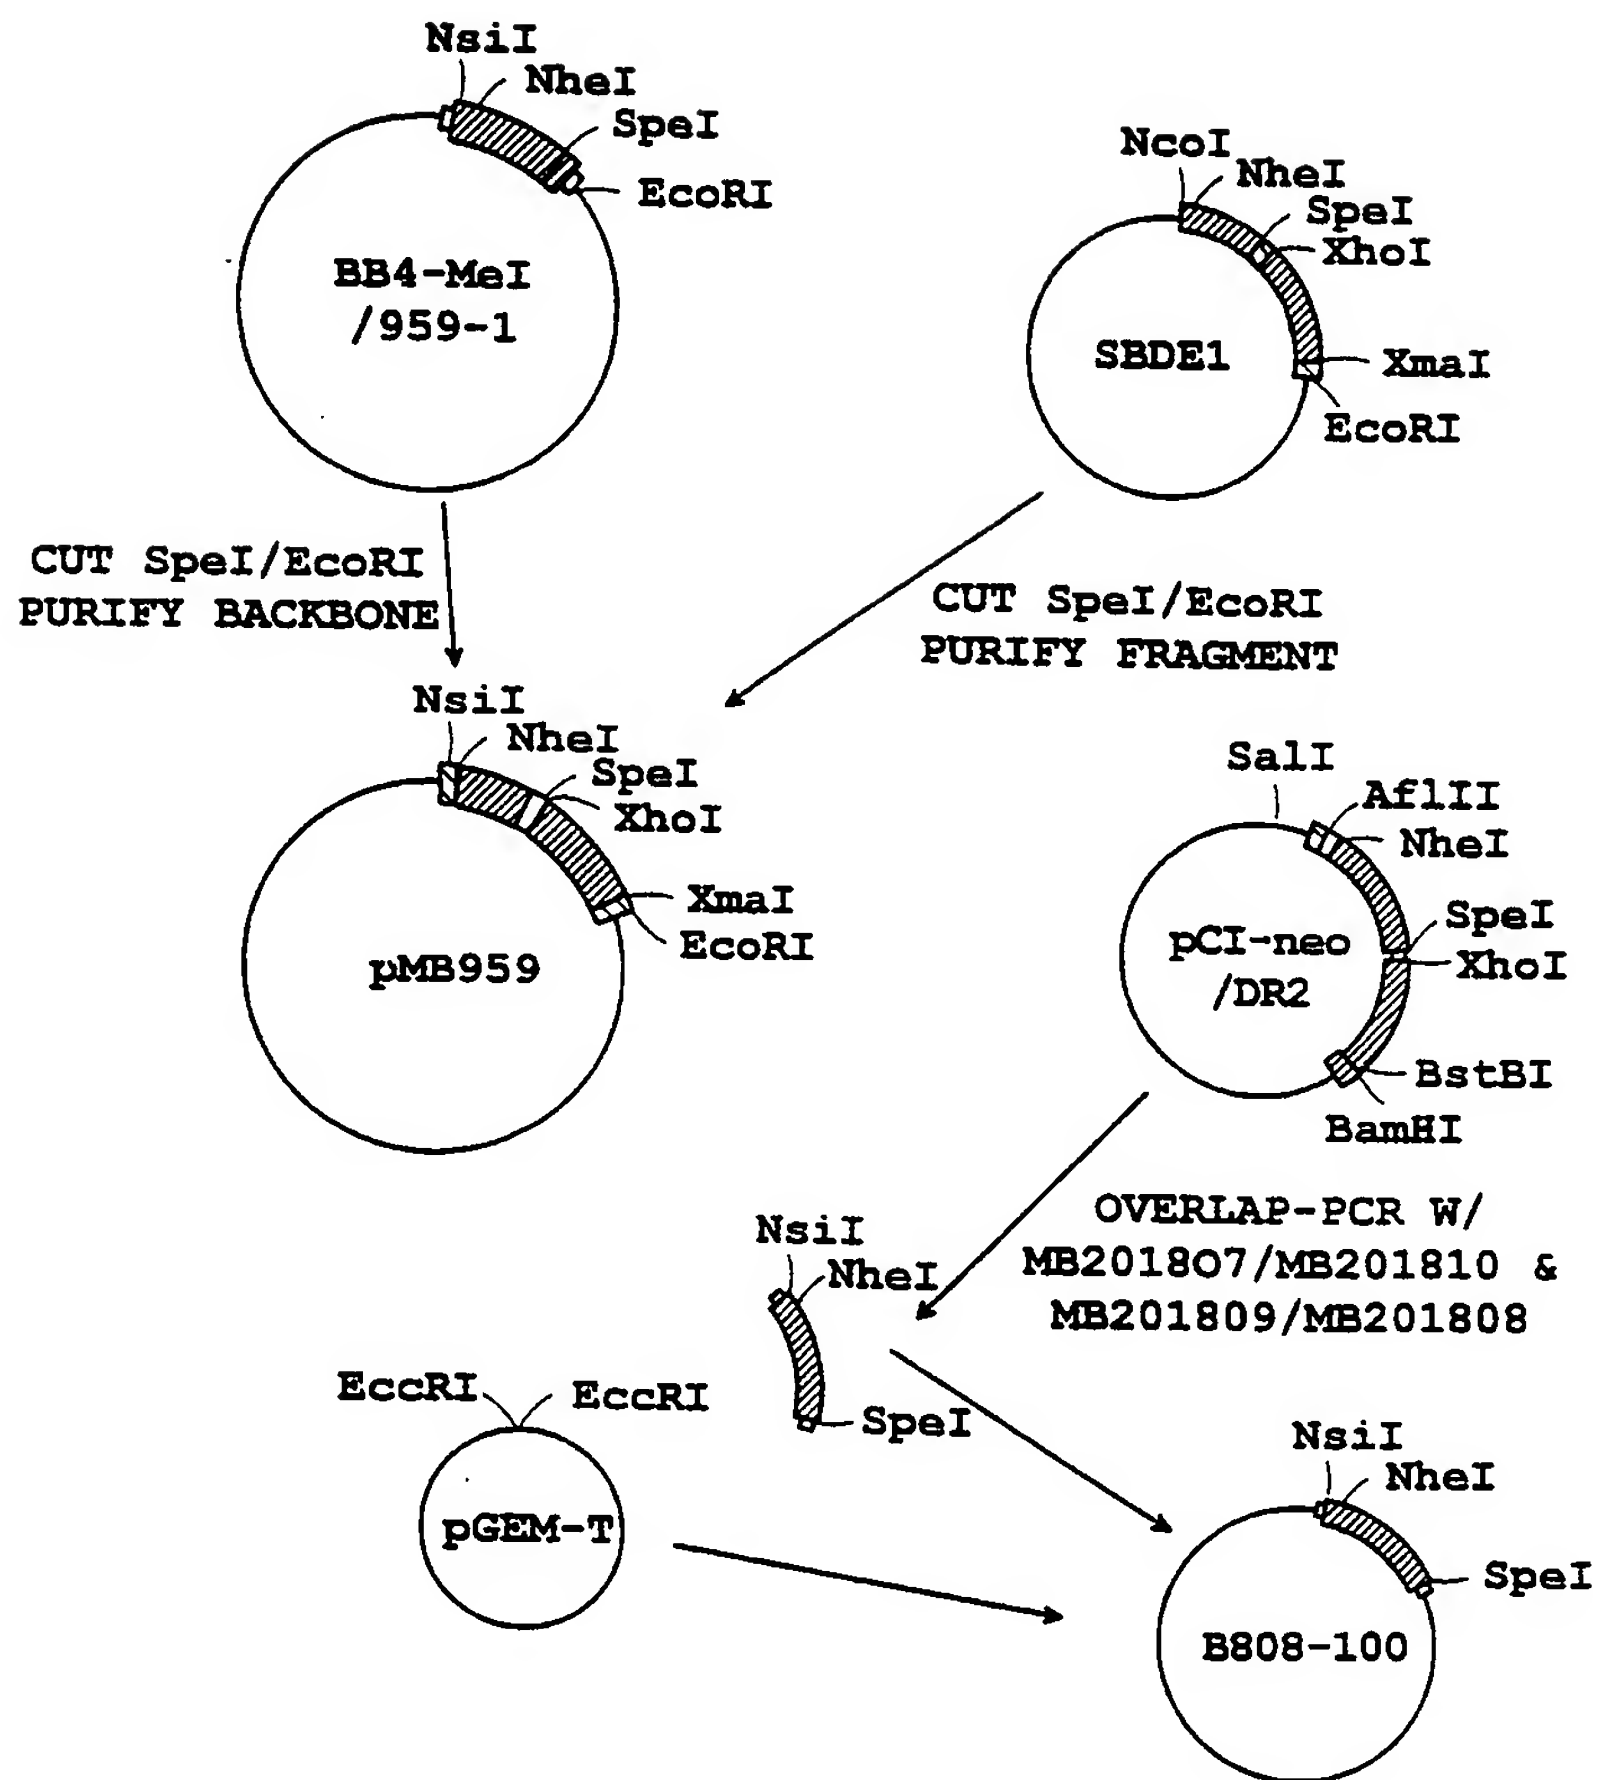 NsiI
NheI
SpeI
EcoRI
BB4-MeI
/959-1
NcoI
NheI
SpeI
XhoI
SBDE1
XmaI
EcoRI
CUT SpeI/EcoRI
PURIFY BACKBONE
CUT SpeI/EcoRI
PURIFY FRAGMENT
NsiI
NheI
SpeI
XhoI
XmaI
EcoRI
pMB959
SalI
AflII
NheI
SpeI
XhoI
pCI-neo
/DR2
BstBI
BamHI
OVERLAP-PCR W/
MB201807/MB201810 &
MB201809/MB201808
NsiI
NheI
SpeI
EccRI
EccRI
pGEM-T
NsiI
NheI
SpeI
B808-100